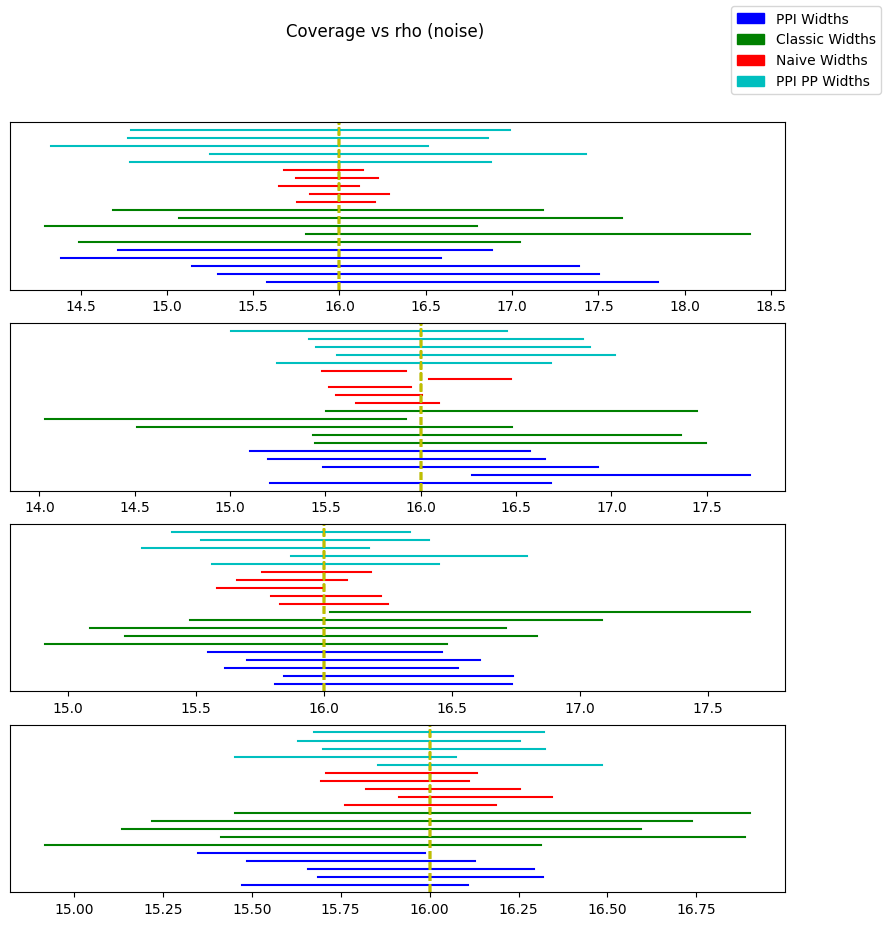 Coverage vs rho (noise)
PPI Widths
Classic Widths
Naive Widths
PPI PP Widths
14.5 15.0 15.5 16.0 16.5 17.0 17.5 18.0 18.5
14.0 14.5 15.0 15.5 16.0 16.5 17.0 17.5
15.0 15.5 16.0 16.5 17.0 17.5
15.00 15.25 15.50 15.75 16.00 16.25 16.50 16.75